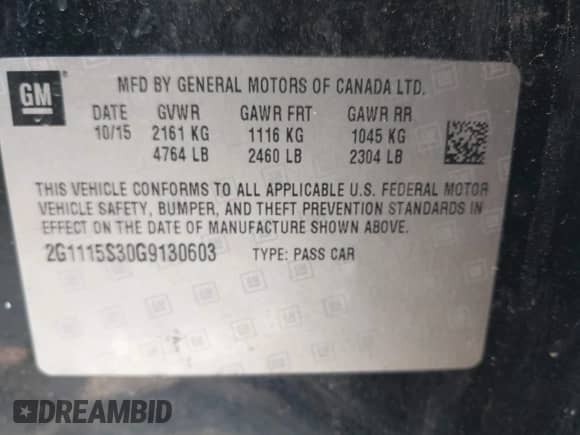 GM
MFD BY GENERAL MOTORS OF CANADA LTD.
DATE GVWR GAWR FRT GAWR RR
10/15 2161 KG 1116 KG 1045 KG
4764 LB 2460 LB 2304 LB
THIS VEHICLE CONFORMS TO ALL APPLICABLE U.S. FEDERAL MOTOR
VEHICLE SAFETY, BUMPER, AND THEFT PREVENTION STANDARDS IN
EFFECT ON THE DATE OF MANUFACTURE SHOWN ABOVE.
2G1115S30G9130603 TYPE: PASS CAR
DREAMBID